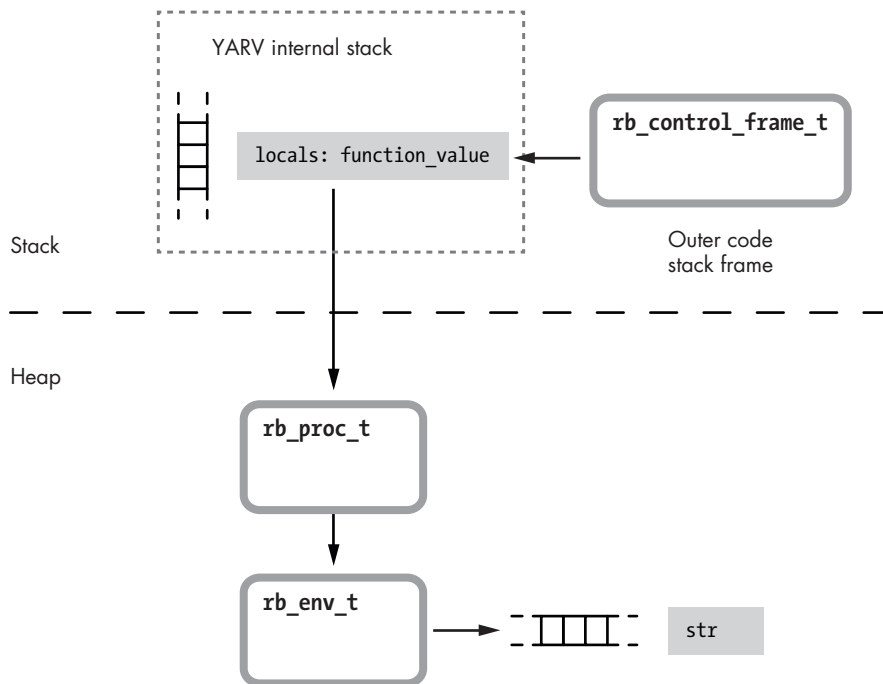 YARV internal stack
rb_control_frame_t
locals: function_value
Outer code
stack frame
Stack
Heap
rb_proc_t
rb_env_t
str